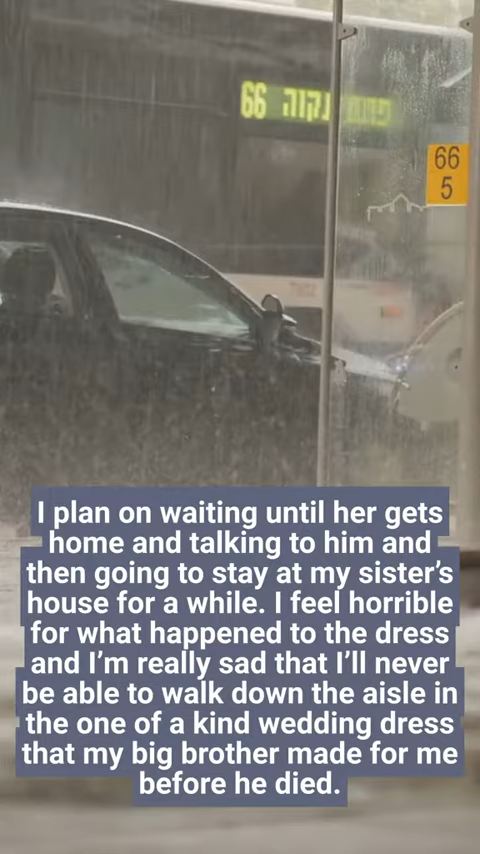 פתח תקוה 66
66
5
I plan on waiting until her gets
home and talking to him and
then going to stay at my sister’s
house for a while. I feel horrible
for what happened to the dress
and I’m really sad that I’ll never
be able to walk down the aisle in
the one of a kind wedding dress
that my big brother made for me
before he died.